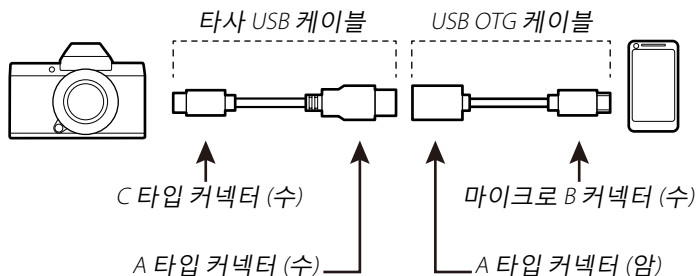 타사 USB 케이블
USB OTG 케이블
C 타입 커넥터 (수)
마이크로 B 커넥터 (수)
A 타입 커넥터 (수)
A 타입 커넥터 (암)